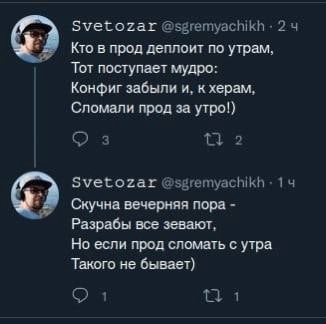 Svetozar @sgremyachikh · 2 ч
Кто в прод деплоит по утрам,
Тот поступает мудро:
Конфиг забыли и, к херам,
Сломали прод за утро!)
3 2
Svetozar @sgremyachikh · 1 ч
Скучна вечерняя пора -
Разрабы все зевают,
Но если прод сломать с утра
Такого не бывает)
1 1